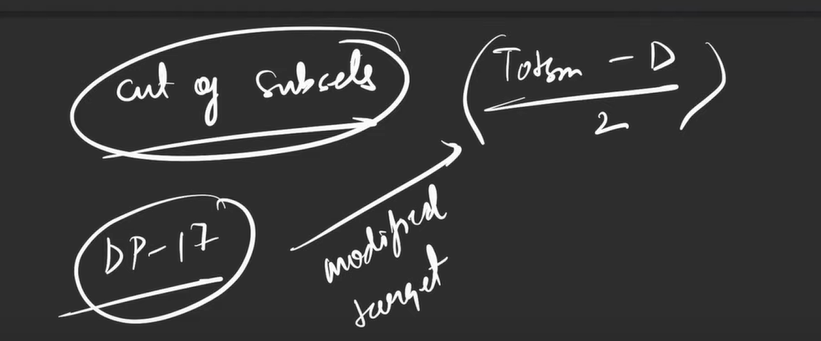 cnt of subsets
(Totsm - D
2)
DP-17
modified
target